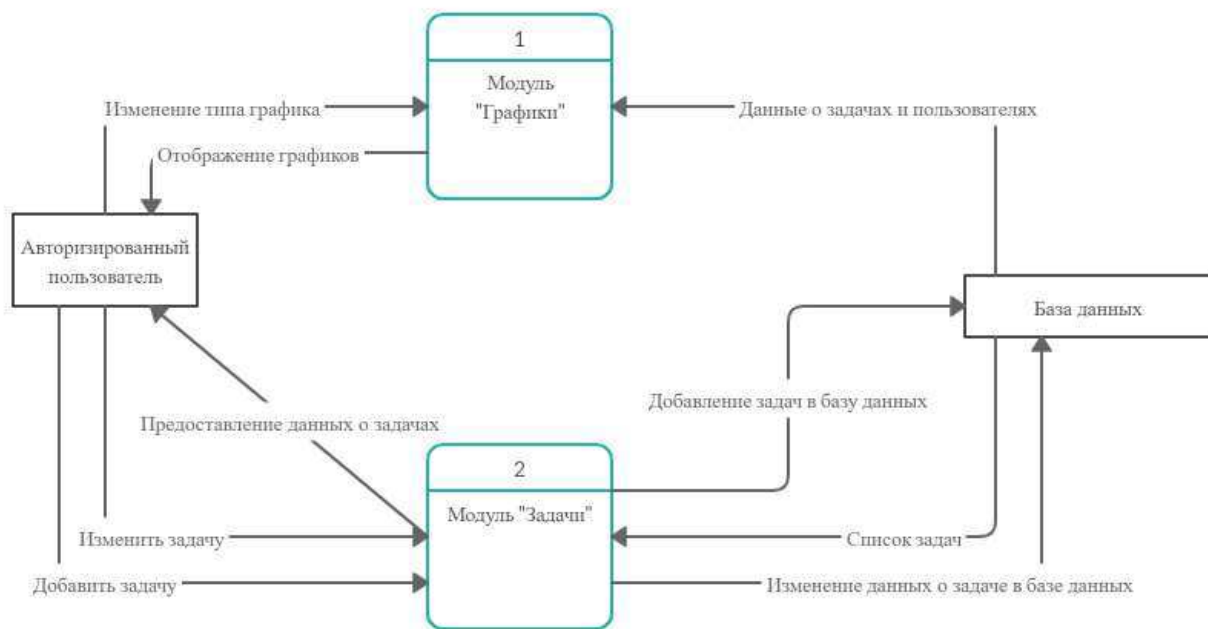 1
Модуль
"Графики"
Изменение типа графика
Данные о задачах и пользователях
Отображение графиков
Авторизированный
пользователь
База данных
Добавление задач в базу данных
Предоставление данных о задачах
2
Модуль "Задачи"
Изменить задачу
Список задач
Добавить задачу
Изменение данных о задаче в базе данных